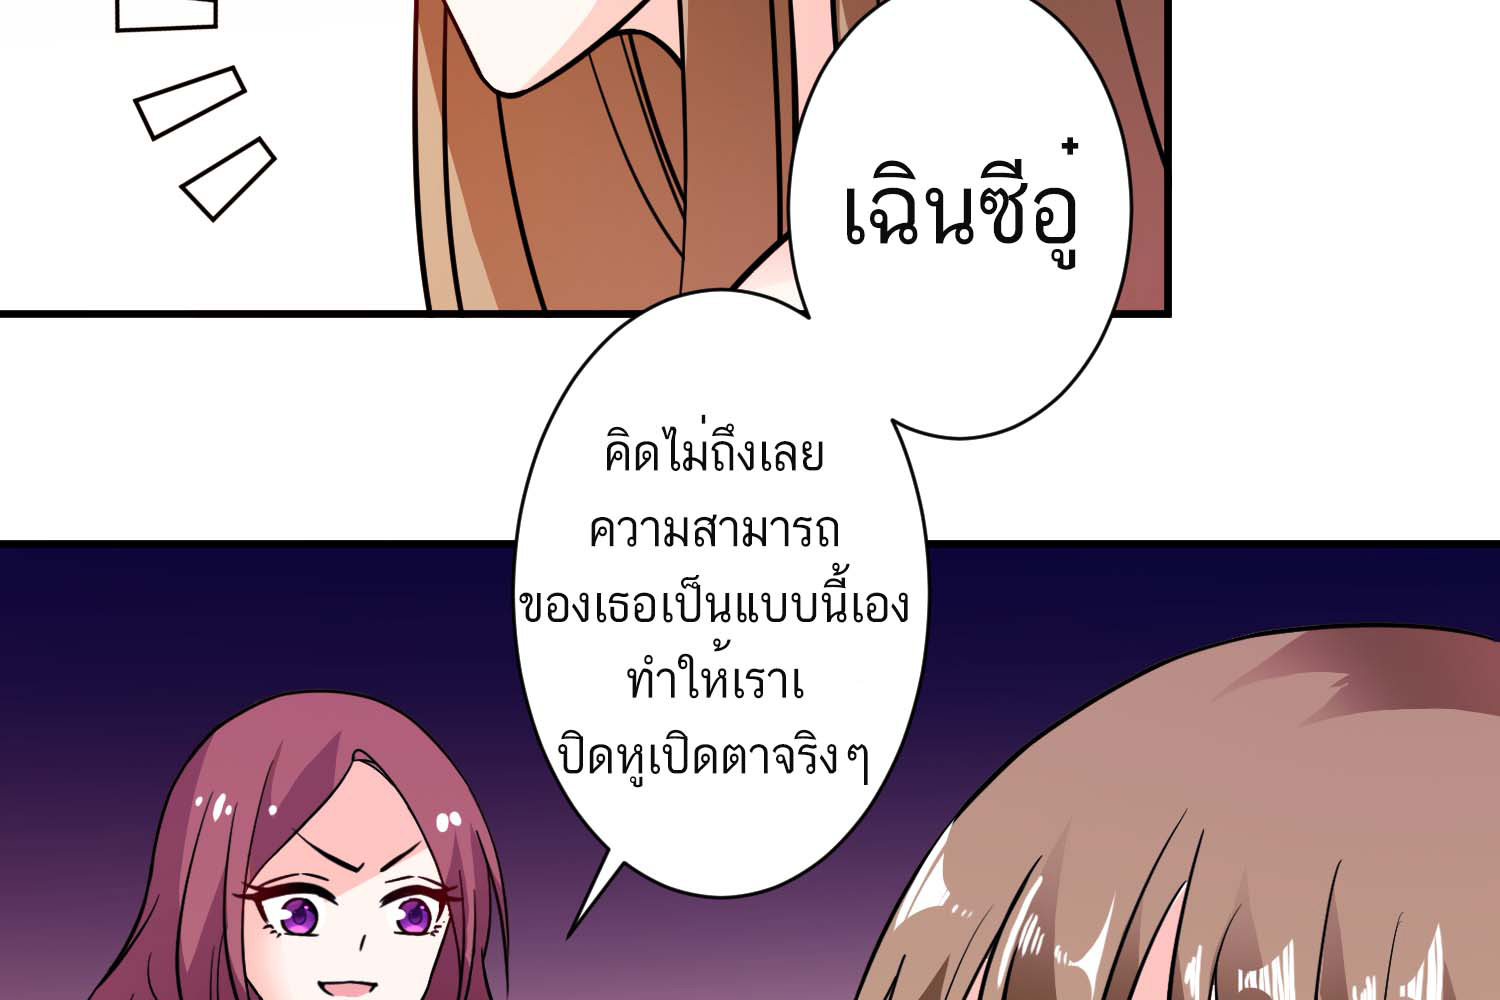 เฉินซีอู๋
คิดไม่ถึงเลย
ความสามารถ
ของเธอเป็นแบบนี้เอง
ทำให้เราเ
ปิดหูเปิดตาจริงๆ